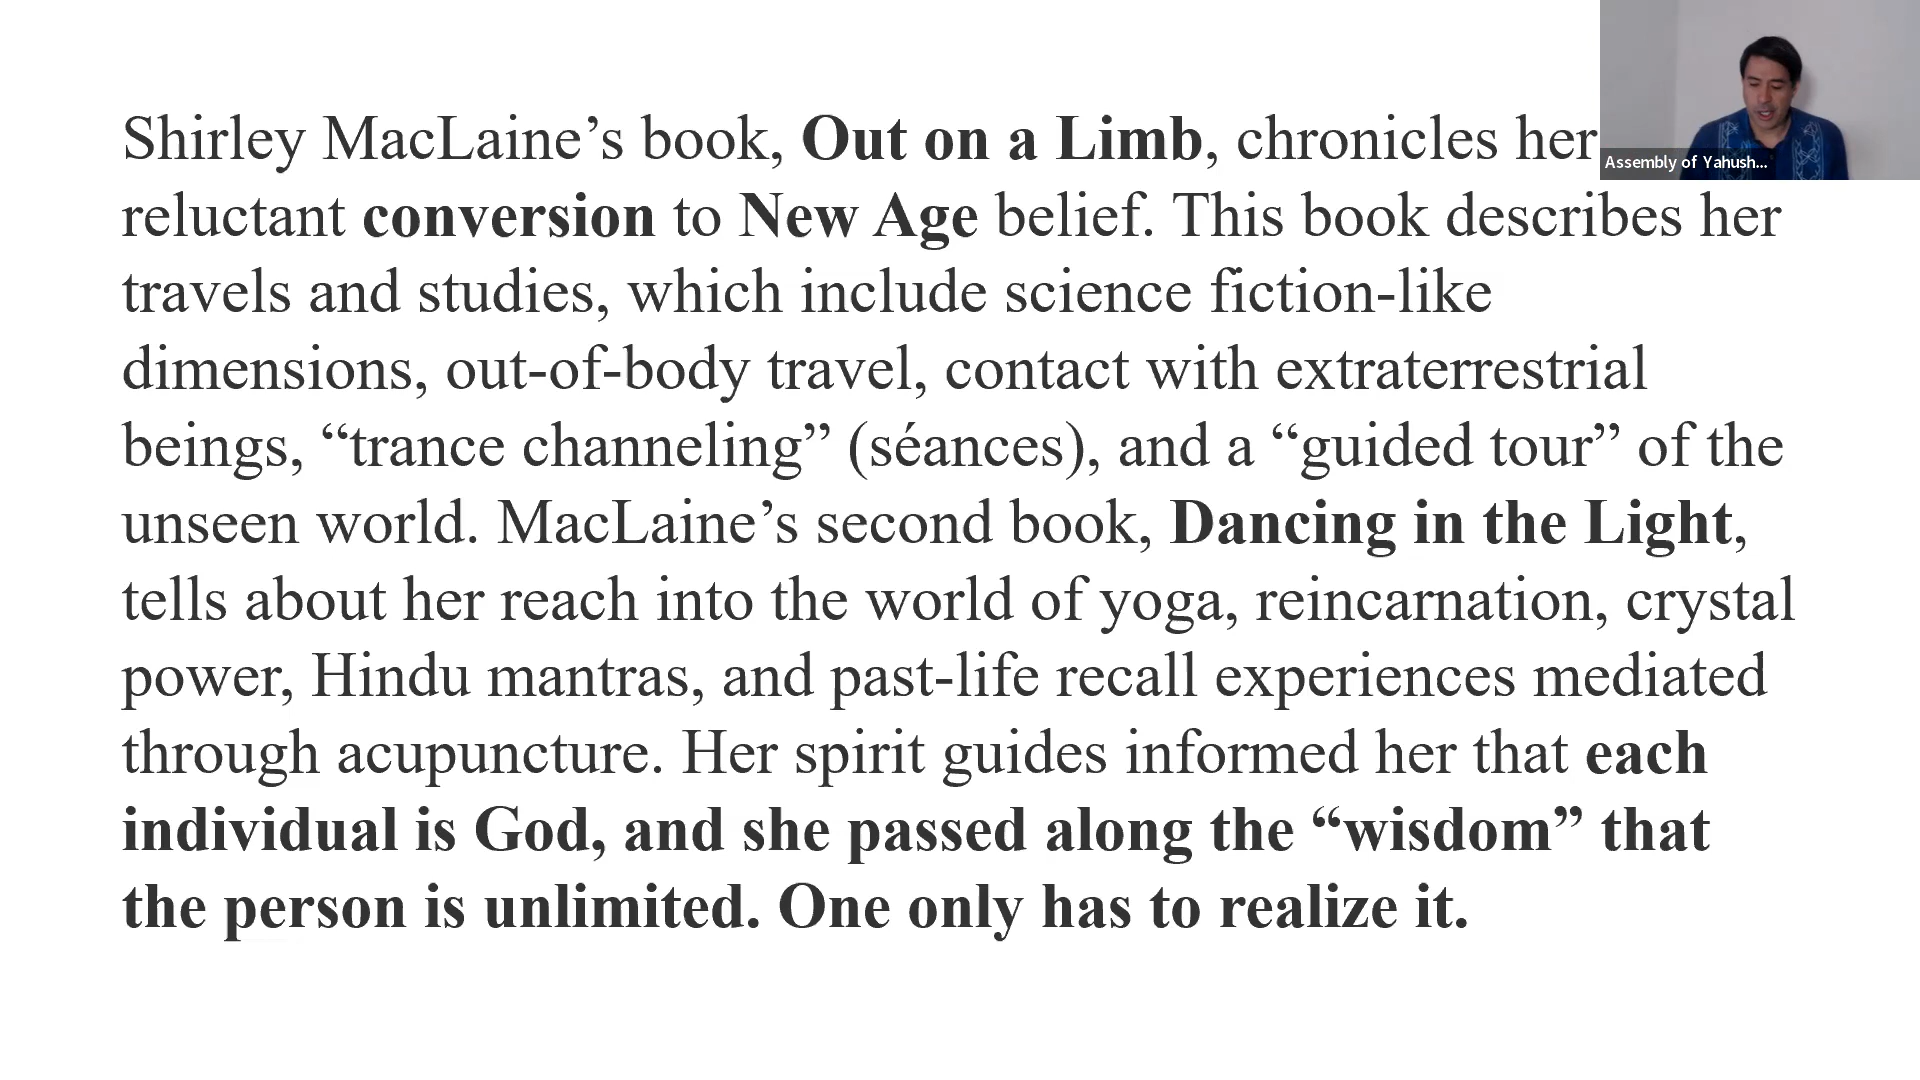 Shirley MacLaine’s book, Out on a Limb, chronicles her
reluctant conversion to New Age belief. This book describes her
travels and studies, which include science fiction-like
dimensions, out-of-body travel, contact with extraterrestrial
beings, “trance channeling” (séances), and a “guided tour” of the
unseen world. MacLaine’s second book, Dancing in the Light,
tells about her reach into the world of yoga, reincarnation, crystal
power, Hindu mantras, and past-life recall experiences mediated
through acupuncture. Her spirit guides informed her that each
individual is God, and she passed along the “wisdom” that
the person is unlimited. One only has to realize it.
Assembly of Yahush...